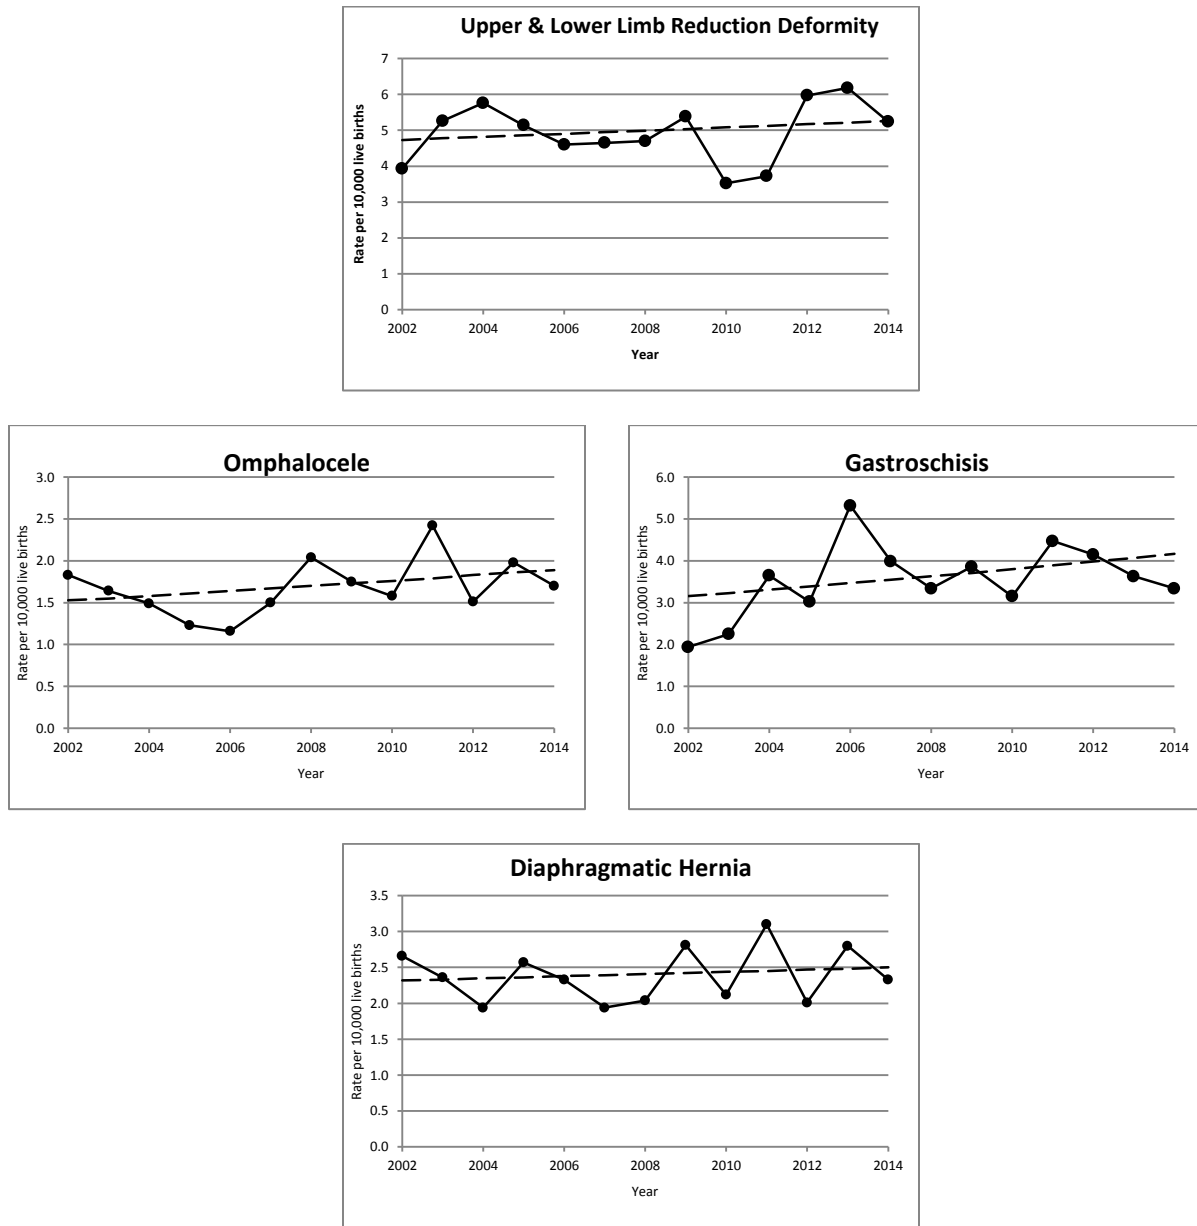 Upper & Lower Limb Reduction Deformity
Rate per 10,000 live births
7
6
5
4
3
2
1
0
2002 2004 2006 2008 2010 2012 2014
Year
Omphalocele
Rate per 10,000 live births
3.0
2.5
2.0
1.5
1.0
0.5
0.0
2002 2004 2006 2008 2010 2012 2014
Year
Gastroschisis
Rate per 10,000 live births
6.0
5.0
4.0
3.0
2.0
1.0
0.0
2002 2004 2006 2008 2010 2012 2014
Year
Diaphragmatic Hernia
Rate per 10,000 live births
3.5
3.0
2.5
2.0
1.5
1.0
0.5
0.0
2002 2004 2006 2008 2010 2012 2014
Year